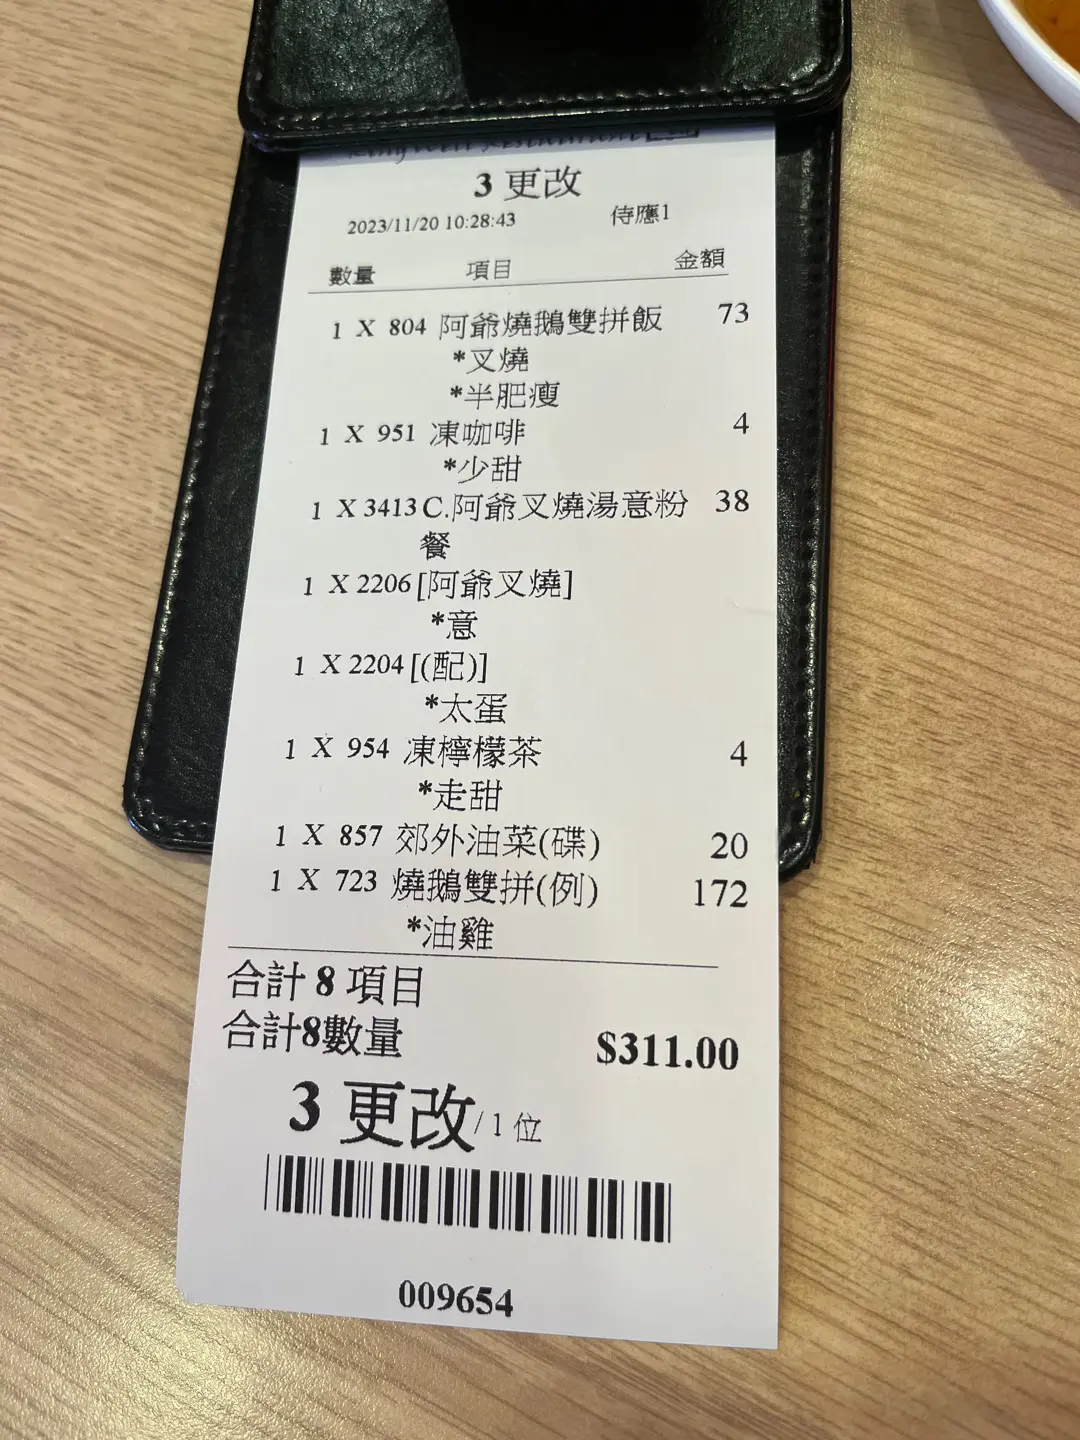 Restaurant
3 更改
2023/11/20 10:28:43 侍應1
數量 項目 金額
1 X 804 阿爺燒鵝雙拼飯 73
*叉燒
*半肥瘦
1 X 951 凍咖啡 4
*少甜
1 X 3413 C.阿爺叉燒湯意粉 38
餐
1 X 2206 [阿爺叉燒]
*意
1 X 2204 [(配)]
*太蛋
1 X 954 凍檸檬茶 4
*走甜
1 X 857 郊外油菜(碟) 20
1 X 723 燒鵝雙拼(例) 172
*油雞
合計 8 項目
合計8數量 $311.00
3 更改/1 位
009654